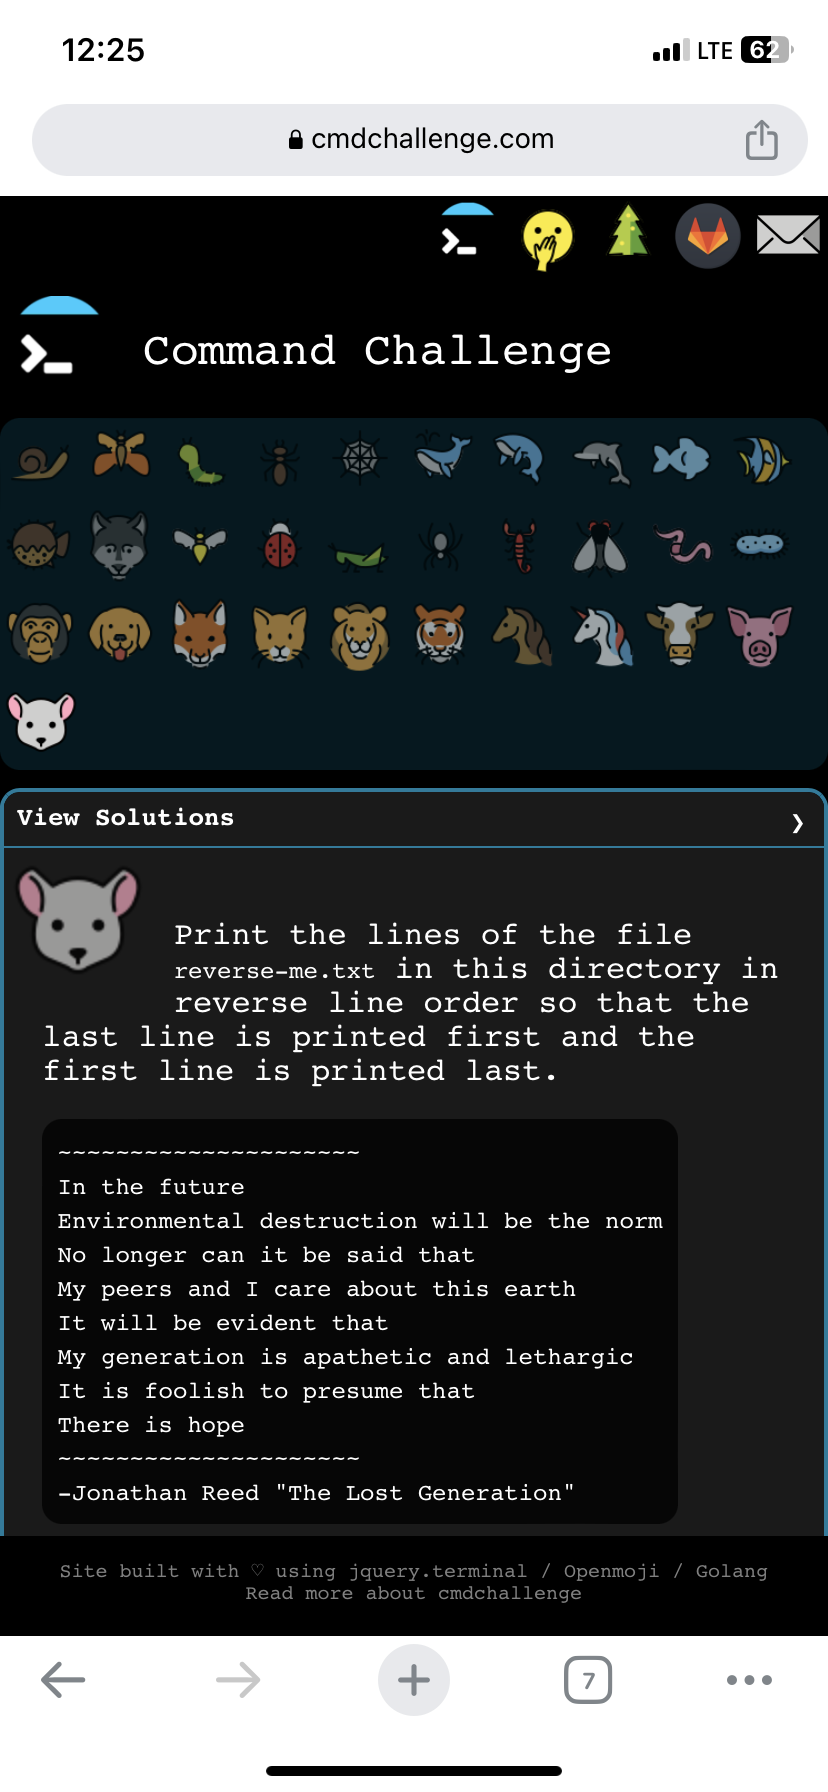 12:25
LTE 62
cmdchallenge.com
Command Challenge
View Solutions
Print the lines of the file
reverse-me.txt in this directory in
reverse line order so that the
last line is printed first and the
first line is printed last.
~~~~~~~~~~~~~~~~~~~~~
In the future
Environmental destruction will be the norm
No longer can it be said that
My peers and I care about this earth
It will be evident that
My generation is apathetic and lethargic
It is foolish to presume that
There is hope
~~~~~~~~~~~~~~~~~~~~~
-Jonathan Reed "The Lost Generation"
Site built with ♡ using jquery.terminal / Openmoji / Golang
Read more about cmdchallenge
7